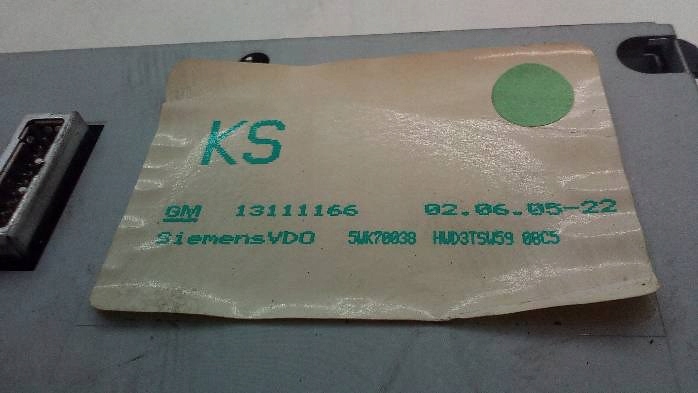 KS
GM 13111166 02.06.05-22
SiemensVDO 5WK70038 HWD3TSW59 08C5